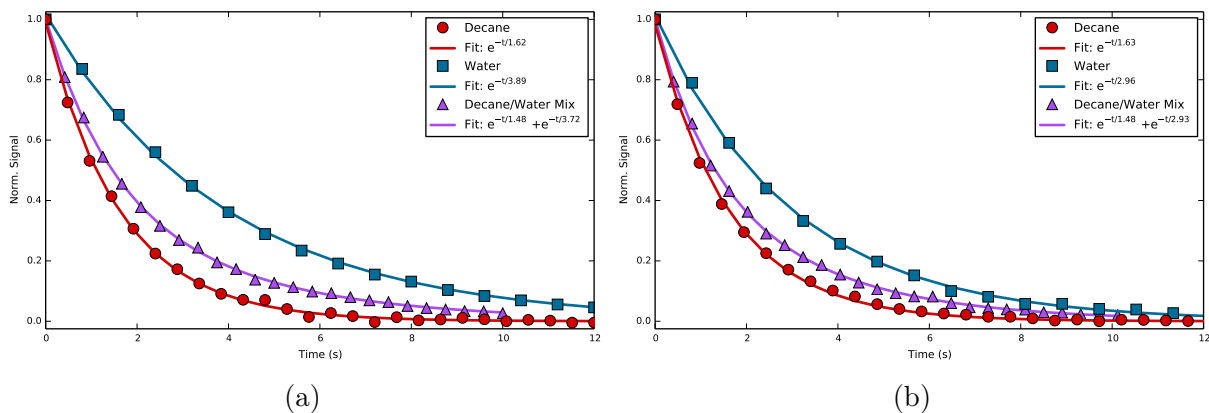 1.0
0.8
0.6
0.4
0.2
0.0
Norm. Signal
0 2 4 6 8 10 12
Time (s)
Decane
Fit: e^{−t/1.62}
Water
Fit: e^{−t/3.89}
Decane/Water Mix
Fit: e^{−t/1.48} +e^{−t/3.72}
(a)
1.0
0.8
0.6
0.4
0.2
0.0
Norm. Signal
0 2 4 6 8 10 12
Time (s)
Decane
Fit: e^{−t/1.63}
Water
Fit: e^{−t/2.96}
Decane/Water Mix
Fit: e^{−t/1.48} +e^{−t/2.93}
(b)